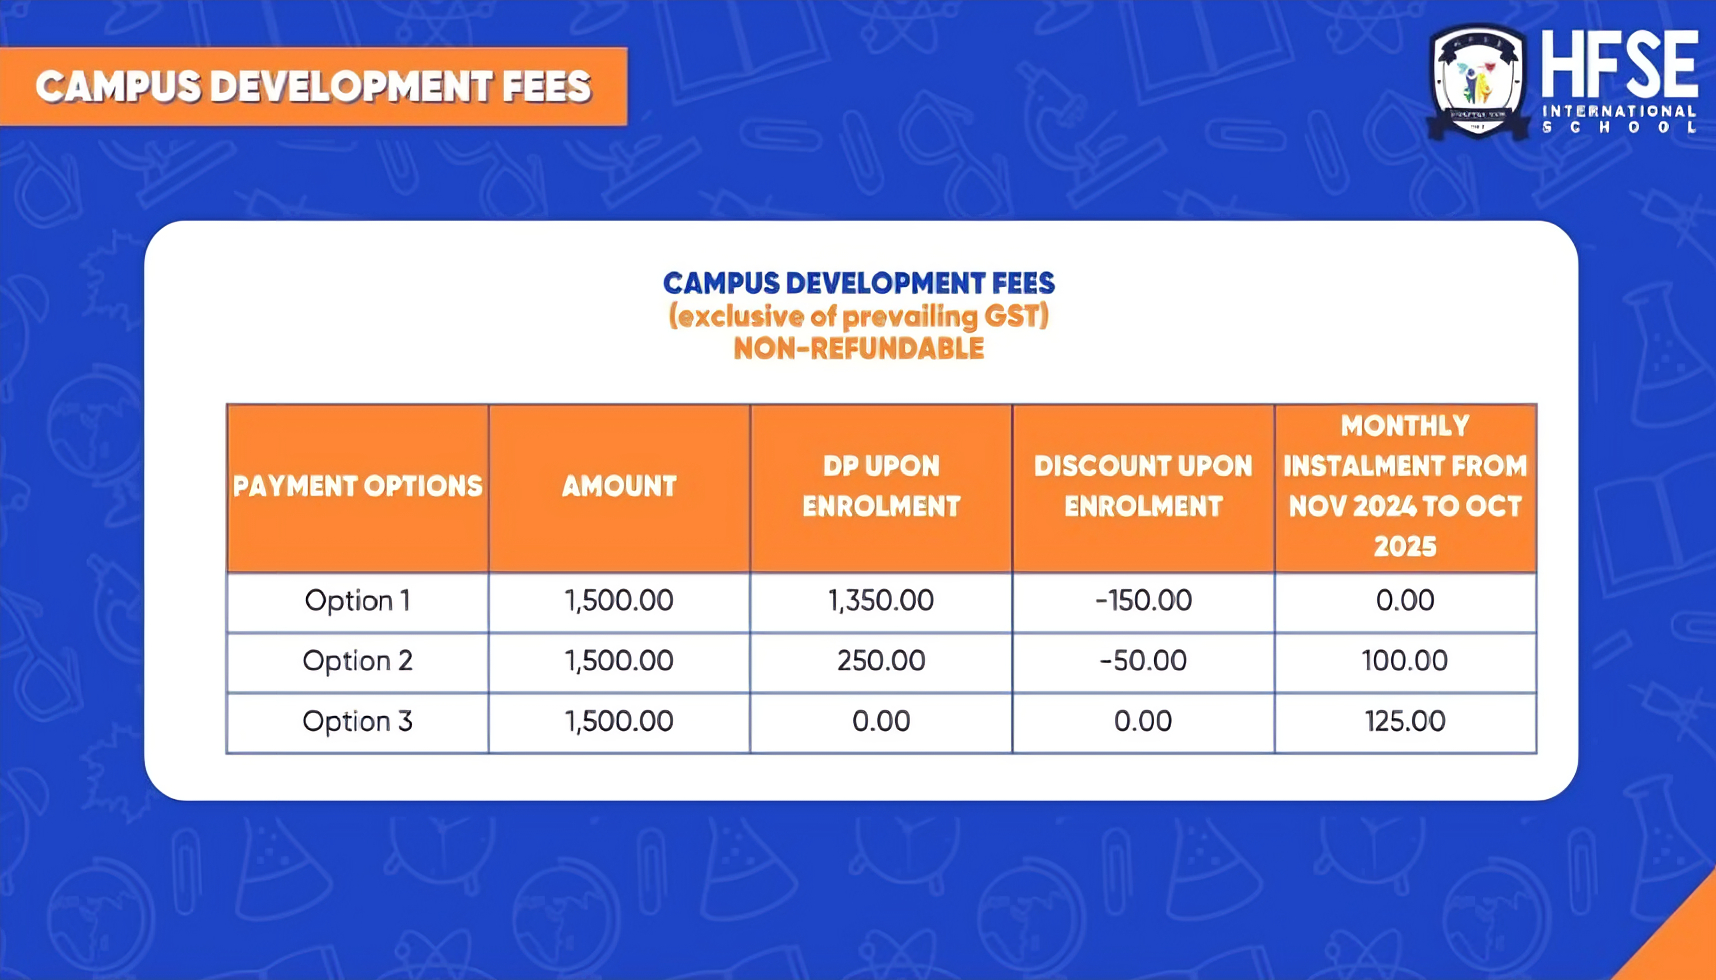 CAMPUS DEVELOPMENT FEES
HFSE
INTERNATIONAL
SCHOOL
CAMPUS DEVELOPMENT FEES
(exclusive of prevailing GST)
NON-REFUNDABLE
PAYMENT OPTIONS
AMOUNT
DP UPON
ENROLMENT
DISCOUNT UPON
ENROLMENT
MONTHLY
INSTALMENT FROM
NOV 2024 TO OCT
2025
Option 1 1,500.00 1,350.00 -150.00 0.00
Option 2 1,500.00 250.00 -50.00 100.00
Option 3 1,500.00 0.00 0.00 125.00